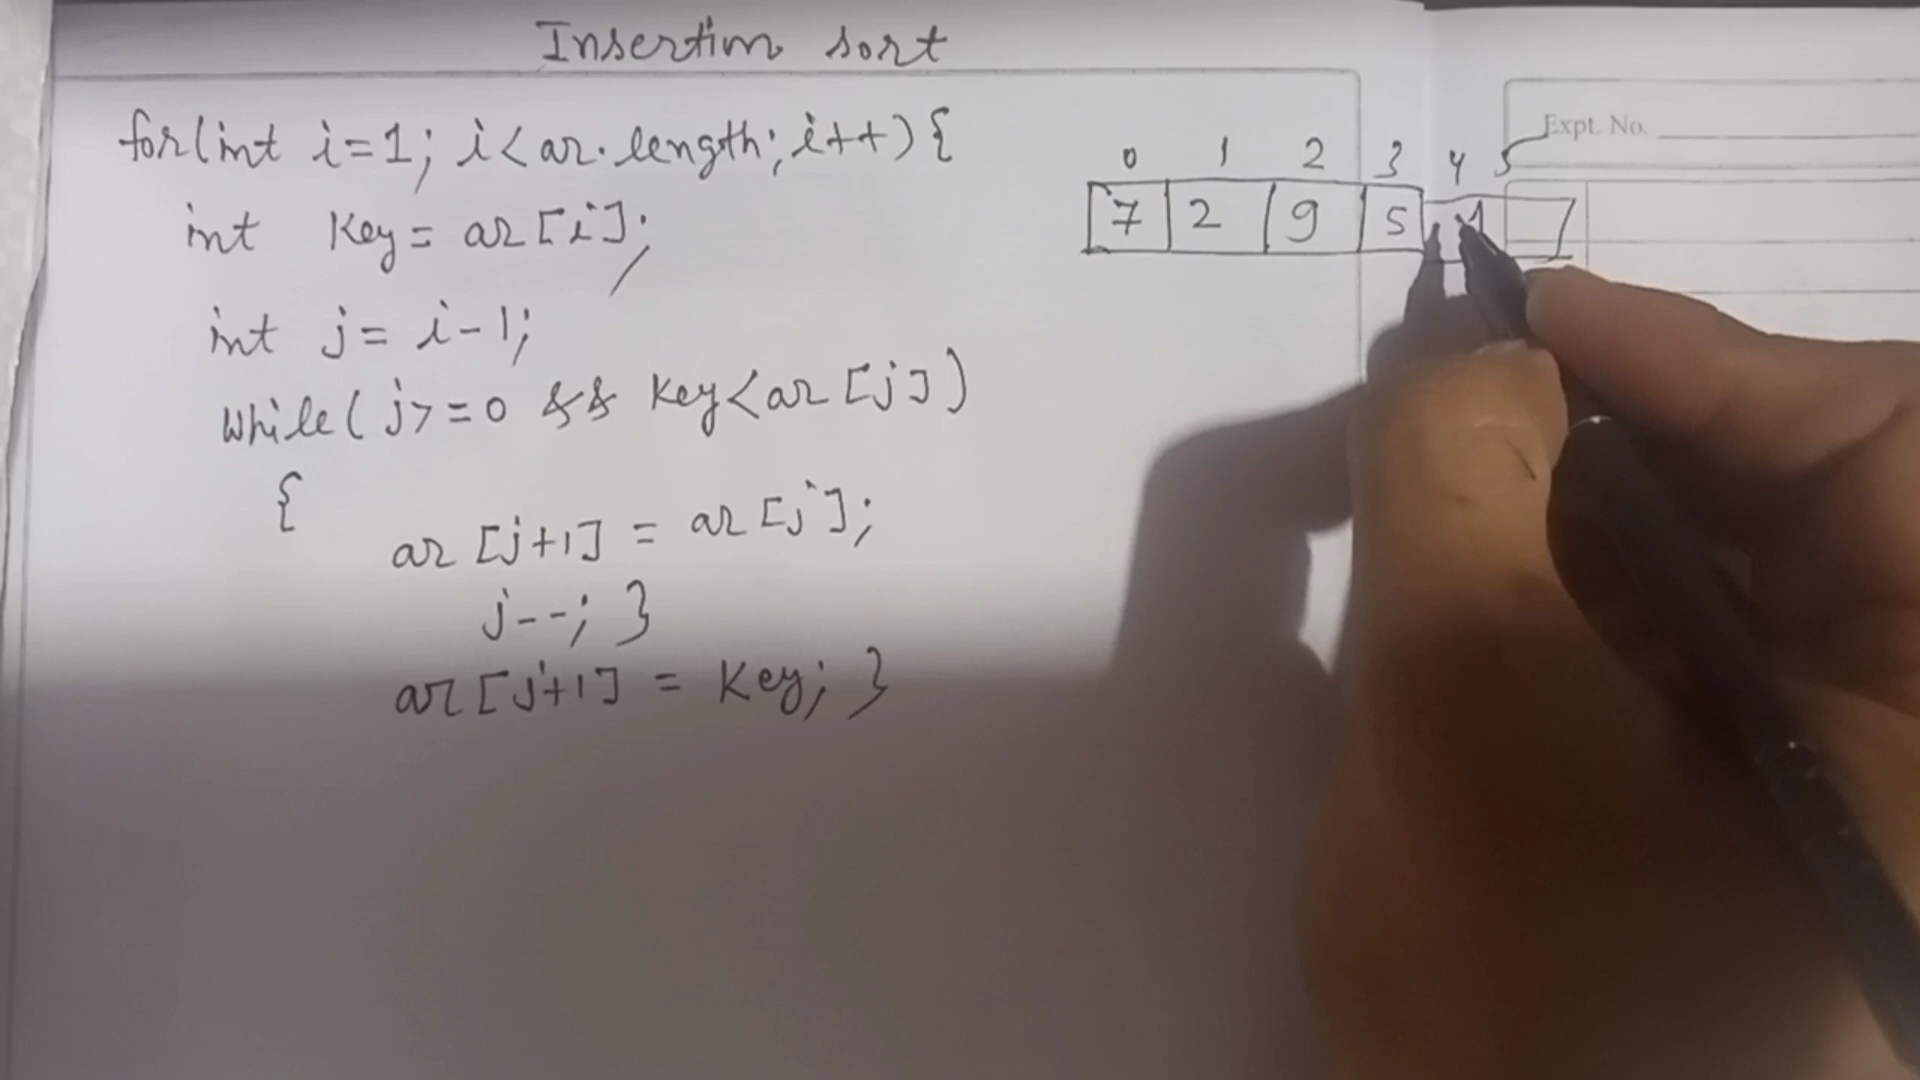 Insertion sort
for(int i=1; i<ar.length; i++){
int Key= ar[i];
int j= i-1;
While( j>=0 && Key<ar[j])
{
ar[j+1] = ar[j];
j--; }
ar[j+1] = Key; }
0 1 2 3 4 5
7 2 9 5 1
Expt. No.